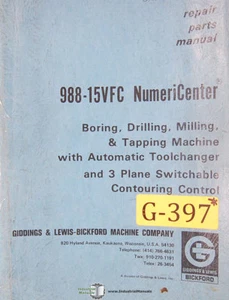 repair
parts
manual
988-15VFC NumeriCenter®
Boring, Drilling, Milling,
& Tapping Machine
with Automatic Toolchanger
and 3 Plane Switchable
Contouring Control
G-397*
GIDDINGS & LEWIS-BICKFORD MACHINE COMPANY
GIDDINGS
& LEWIS